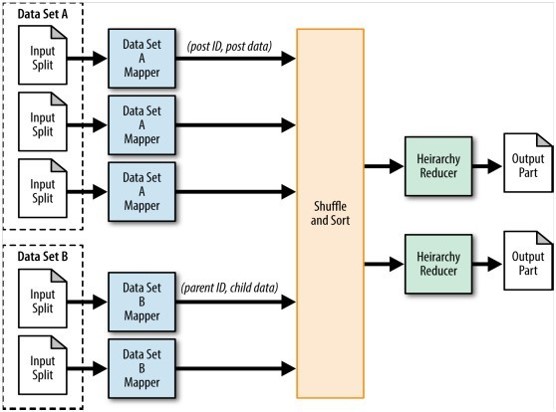 Data Set A
Input
Split
Data Set
A
Mapper
(post ID, post data)
Input
Split
Data Set
A
Mapper
Input
Split
Data Set
A
Mapper
Shuffle
and Sort
Heirarchy
Reducer
Output
Part
Data Set B
Input
Split
Data Set
B
Mapper
(parent ID, child data)
Heirarchy
Reducer
Output
Part
Input
Split
Data Set
B
Mapper